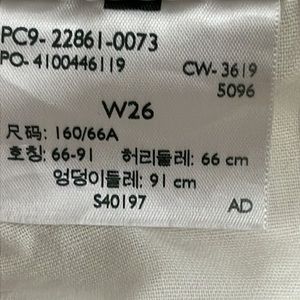 PC9- 22861-0073
PO- 4100446119 CW- 3619
5096
W26
尺码: 160/66A
호칭: 66-91 허리둘레: 66 cm
엉덩이둘레: 91 cm
S40197 AD